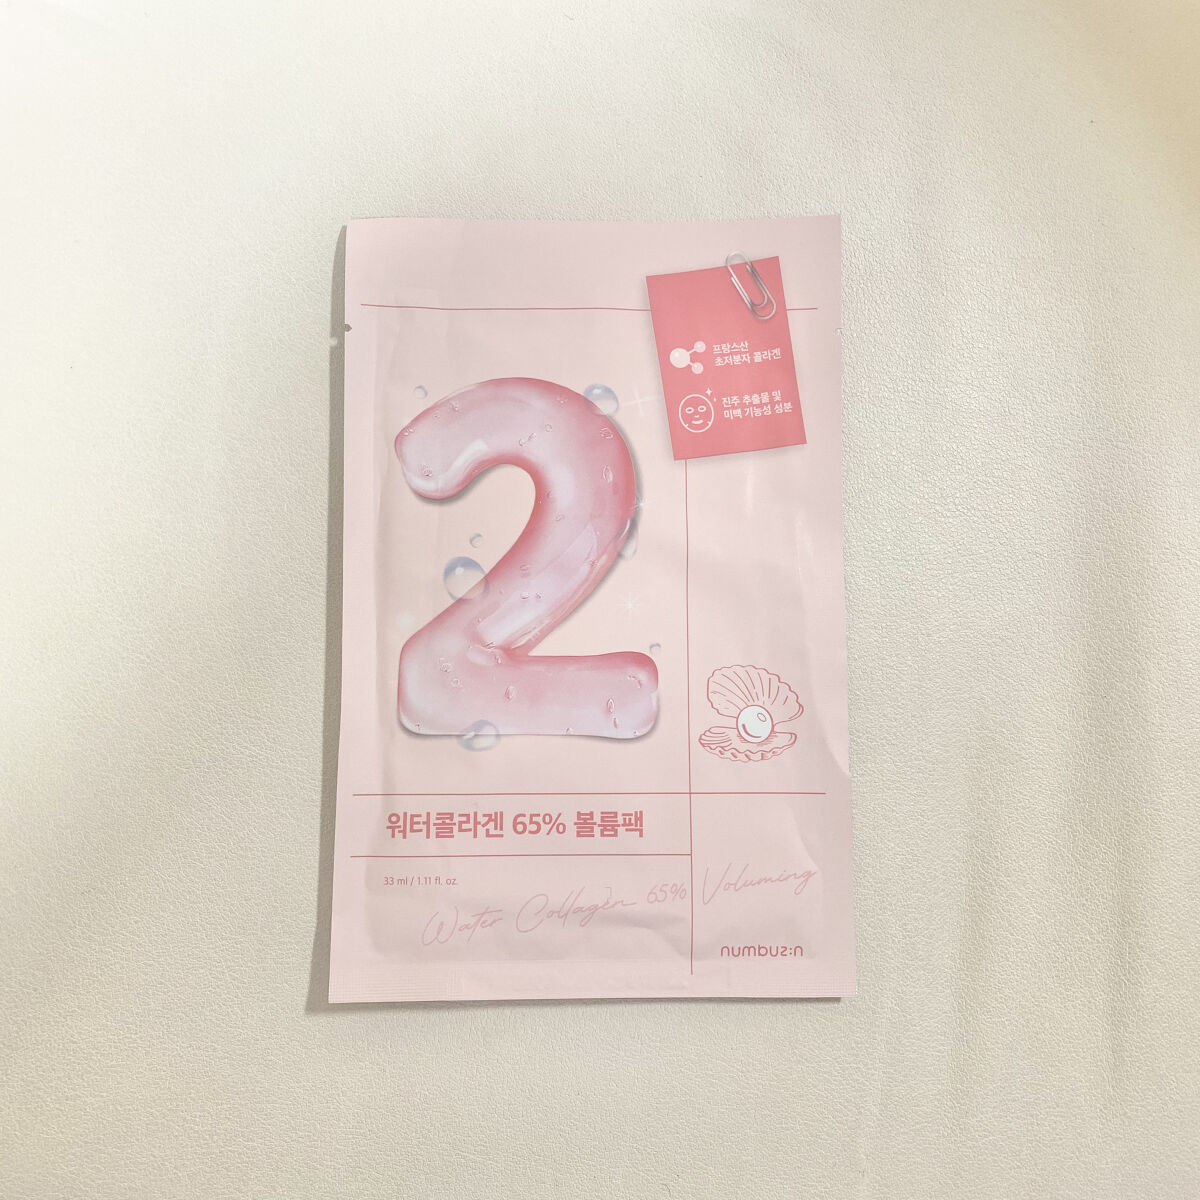 프랑스산
초저분자 콜라겐
진주 추출물 및
미백 기능성 성분
2
워터콜라겐 65% 볼륨팩
33 ml / 1.11 fl. oz.
Water Collagen 65% Voluming
numbuz:n